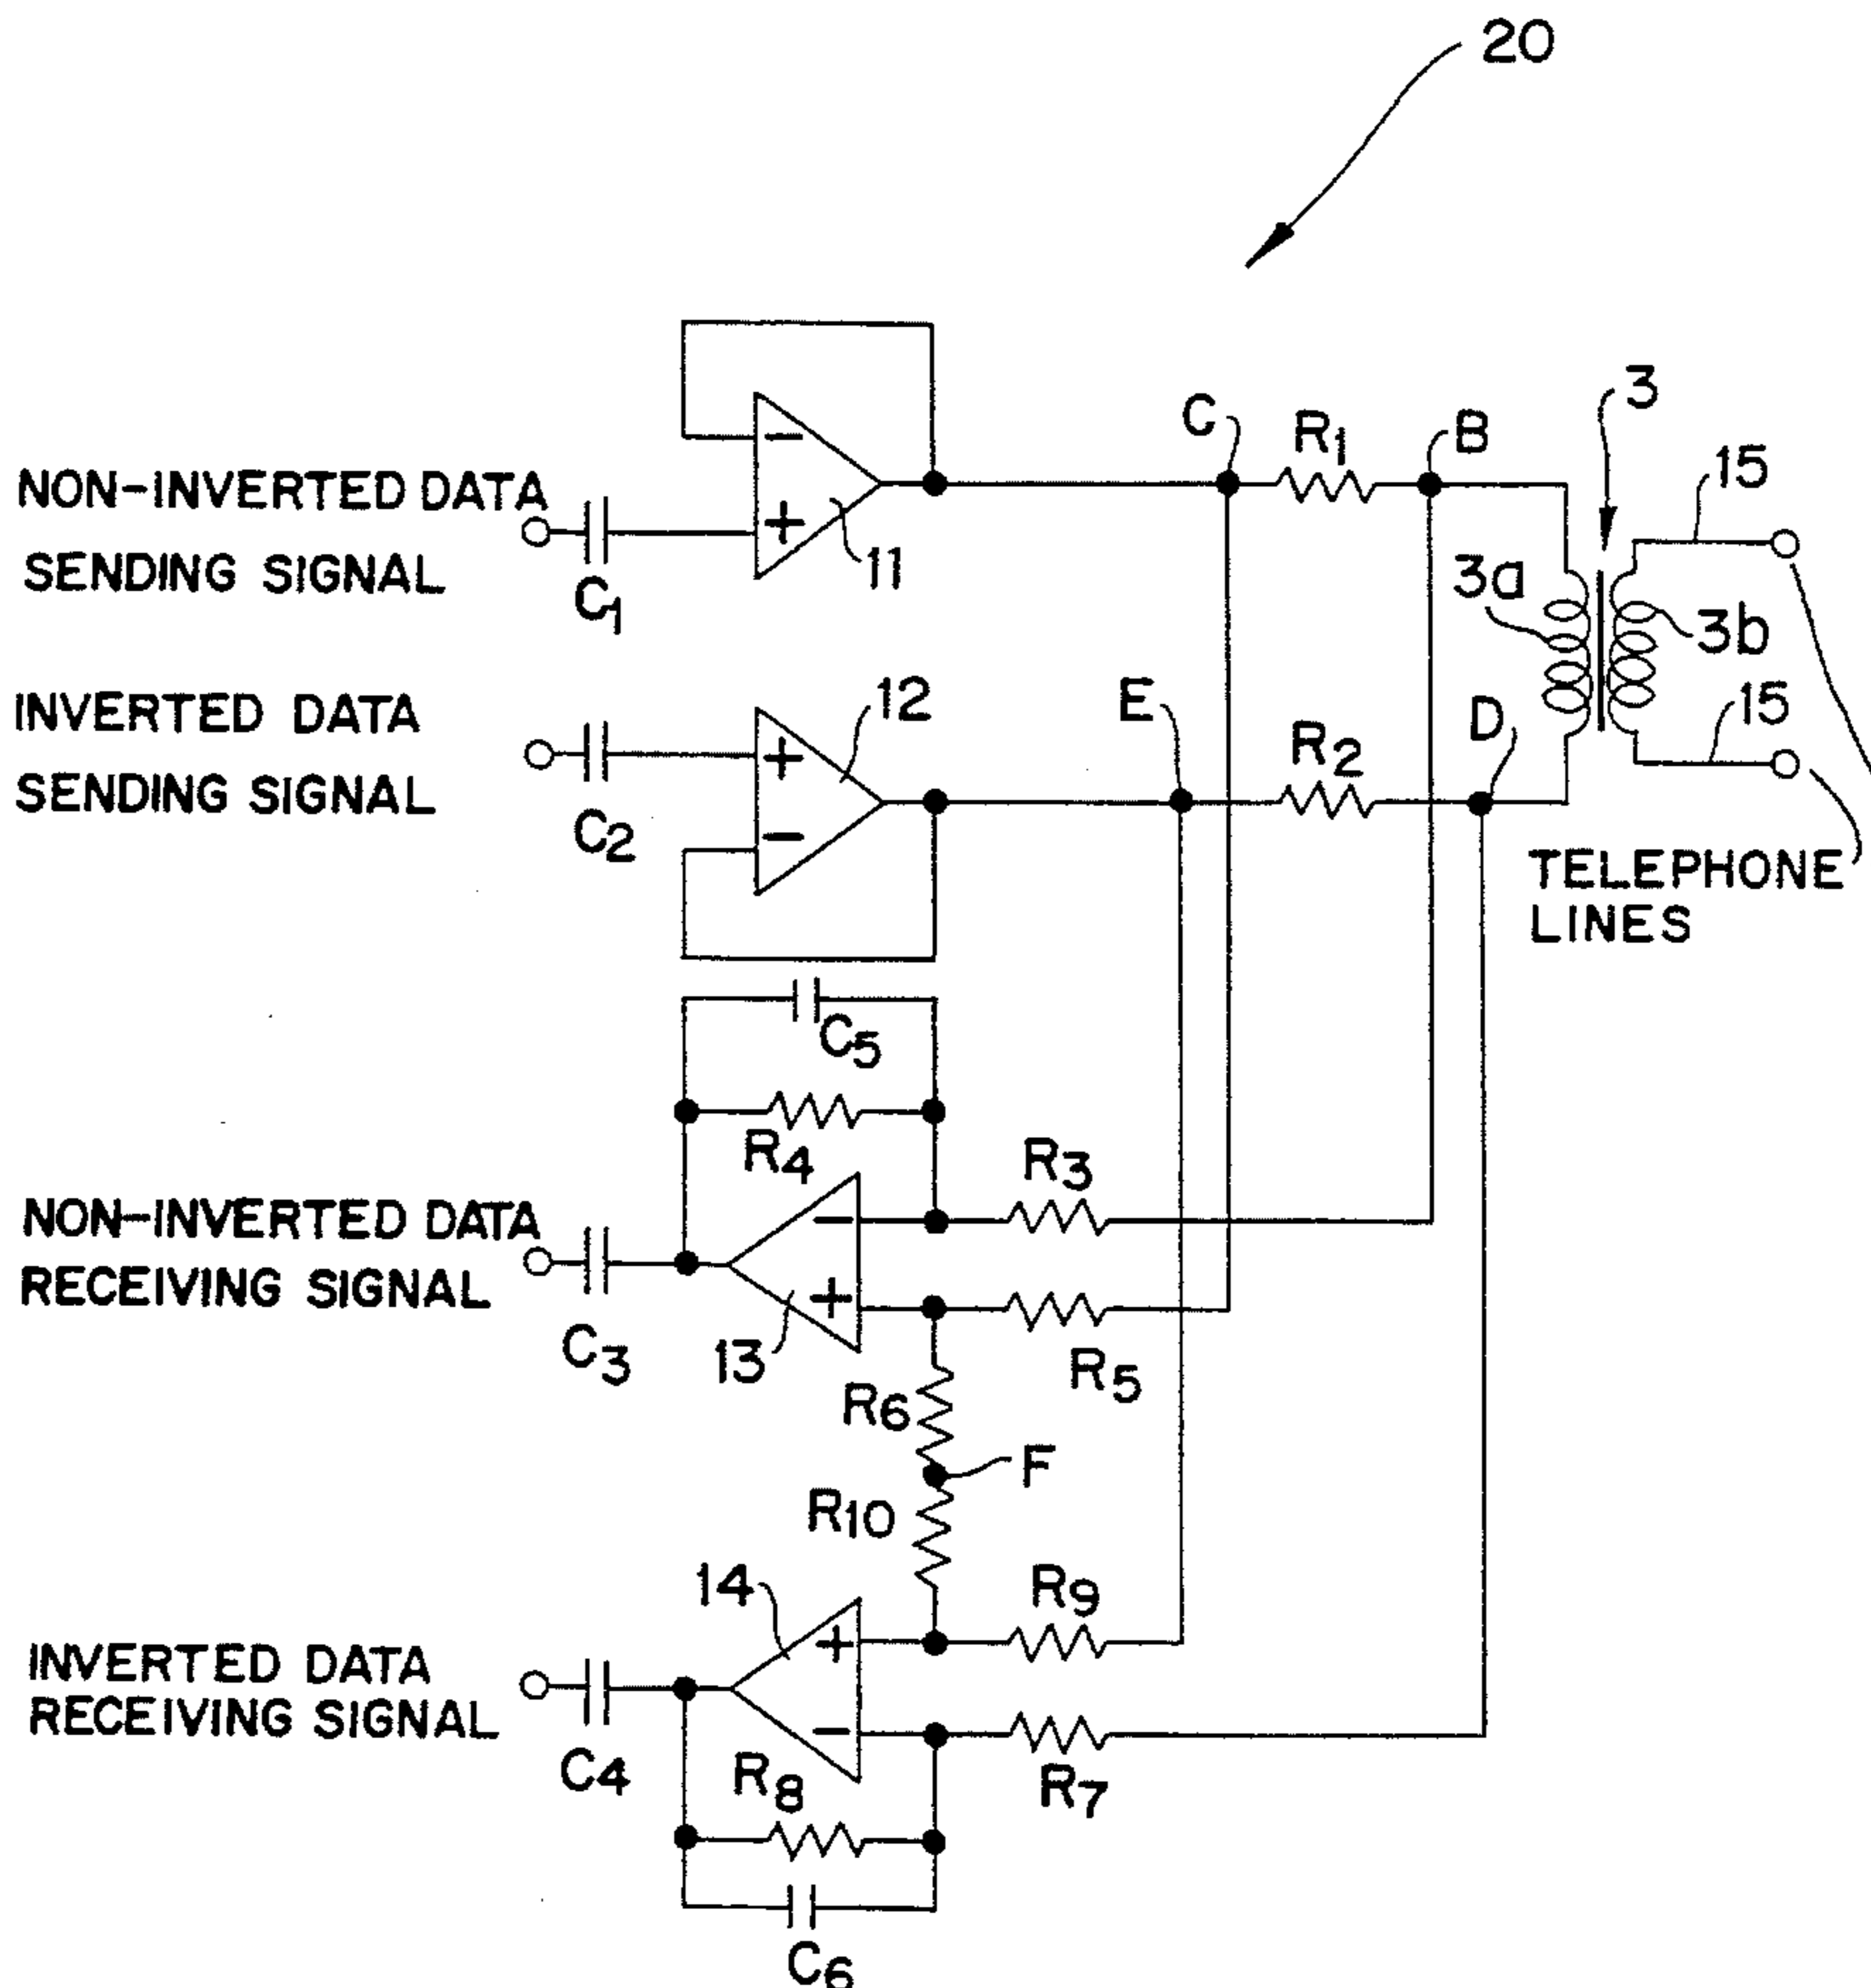 20
C
R1
B
3
15
NON-INVERTED DATA
SENDING SIGNAL
C1
11
3a
3b
INVERTED DATA
SENDING SIGNAL
C2
12
E
R2
D
15
TELEPHONE
LINES
C5
R4
R3
NON-INVERTED DATA
RECEIVING SIGNAL
C3
13
R5
R6
F
R10
14
R9
INVERTED DATA
RECEIVING SIGNAL
C4
R8
R7
C6